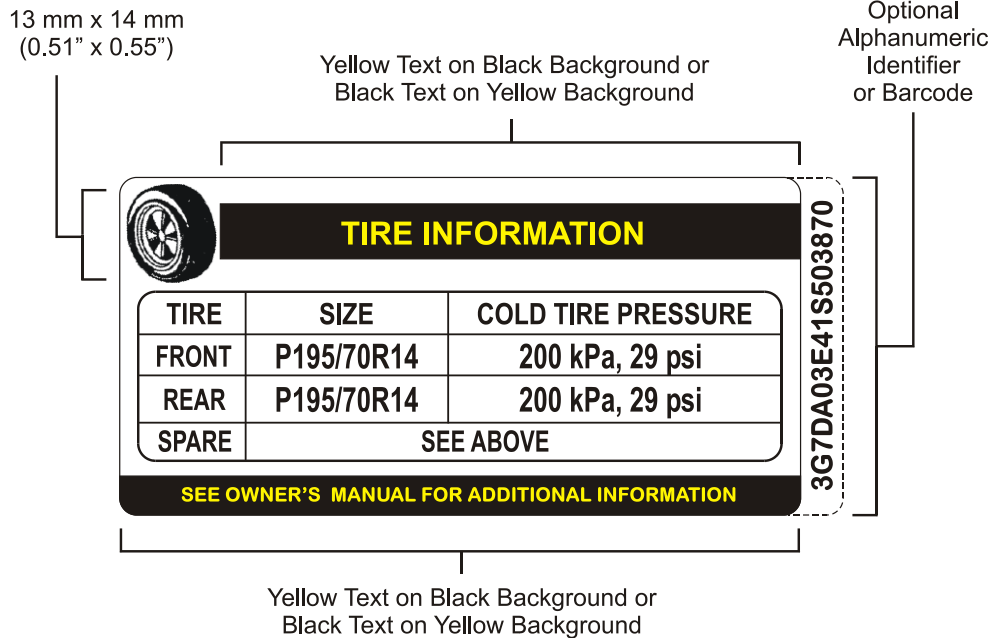 13 mm x 14 mm
(0.51” x 0.55”)
Optional
Alphanumeric
Identifier
or Barcode
Yellow Text on Black Background or
Black Text on Yellow Background
TIRE INFORMATION
TIRE SIZE COLD TIRE PRESSURE
FRONT P195/70R14 200 kPa, 29 psi
REAR P195/70R14 200 kPa, 29 psi
SPARE SEE ABOVE
SEE OWNER’S MANUAL FOR ADDITIONAL INFORMATION
3G7DA03E41S503870
Yellow Text on Black Background or
Black Text on Yellow Background